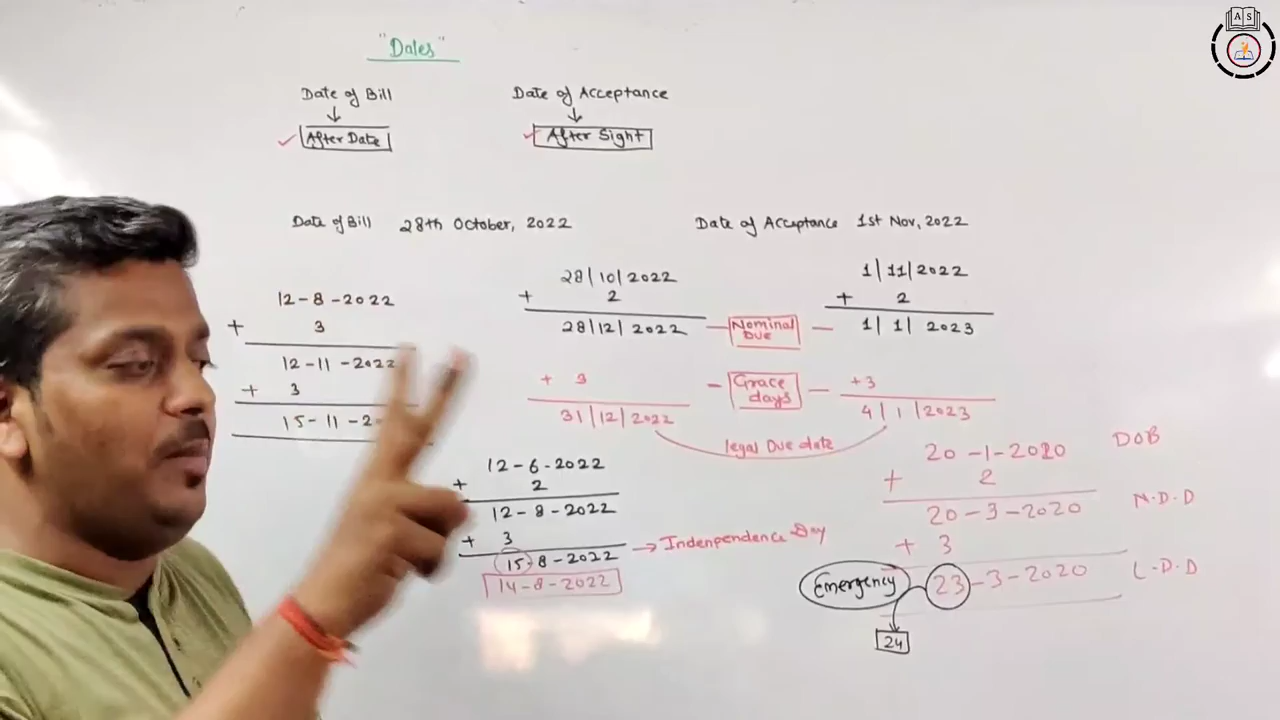 "Dates"
Date of Bill
After Date
Date of Acceptance
After Sight
Date of Bill 28th October, 2022
Date of Acceptance 1st Nov, 2022
12-8-2022
+ 3
12-11-2022
+ 3
15-11-2
28/10/2022
+ 2
28/12/2022
+ 3
31/12/2022
Nominal
Due
Grace
days
legal Due date
1/11/2022
+ 2
1/1/2023
+3
4/1/2023
12-6-2022
+ 2
12-8-2022
+ 3
15-8-2022
14-8-2022
Indenpendence Day
20-1-2020 DOB
+ 2
20-3-2020 N.D.D
+ 3
Emergency 23-3-2020 L.D.D
24
A S